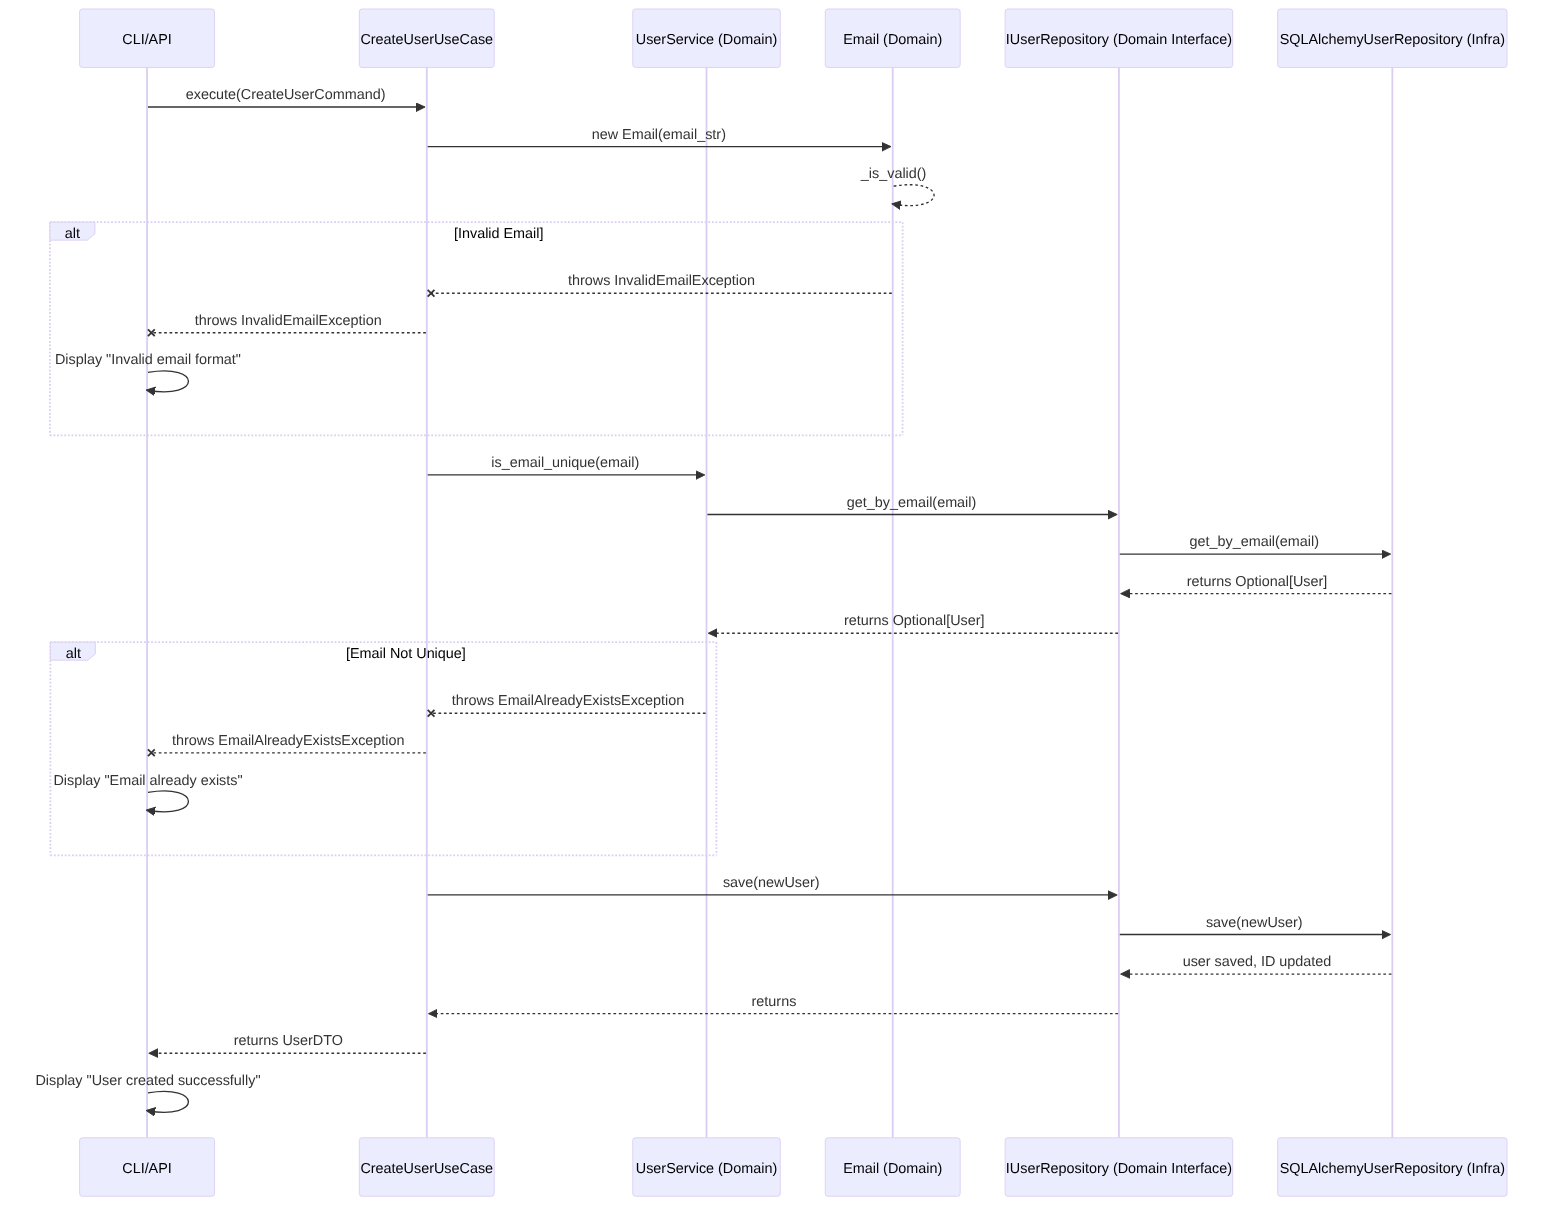 CLI/API
CreateUserUseCase
UserService (Domain)
Email (Domain)
IUserRepository (Domain Interface)
SQLAlchemyUserRepository (Infra)
execute(CreateUserCommand)
new Email(email_str)
_is_valid()
alt
[Invalid Email]
throws InvalidEmailException
throws InvalidEmailException
Display "Invalid email format"
is_email_unique(email)
get_by_email(email)
get_by_email(email)
returns Optional[User]
returns Optional[User]
alt
[Email Not Unique]
throws EmailAlreadyExistsException
throws EmailAlreadyExistsException
Display "Email already exists"
save(newUser)
save(newUser)
user saved, ID updated
returns
returns UserDTO
Display "User created successfully"
CLI/API
CreateUserUseCase
UserService (Domain)
Email (Domain)
IUserRepository (Domain Interface)
SQLAlchemyUserRepository (Infra)